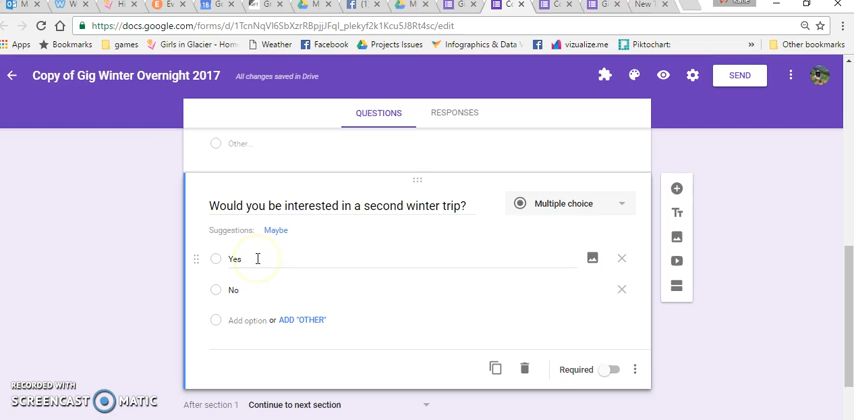 https://docs.google.com/forms/d/1TcnNqVl6SbXzrRBpjjJFqI_plekyf2k1Kcu5J8Rt4sc/edit
Apps Bookmarks games Girls in Glacier - Hom Weather Facebook Projects Issues Infographics & Data V vizualize.me Piktochart: » Other bookmarks
Copy of Gig Winter Overnight 2017 All changes saved in Drive SEND
QUESTIONS RESPONSES
Other...
Would you be interested in a second winter trip? Multiple choice
Suggestions: Maybe
Yes
No
Add option or ADD "OTHER"
Required
RECORDED WITH
SCREENCAST MATIC
After section 1 Continue to next section